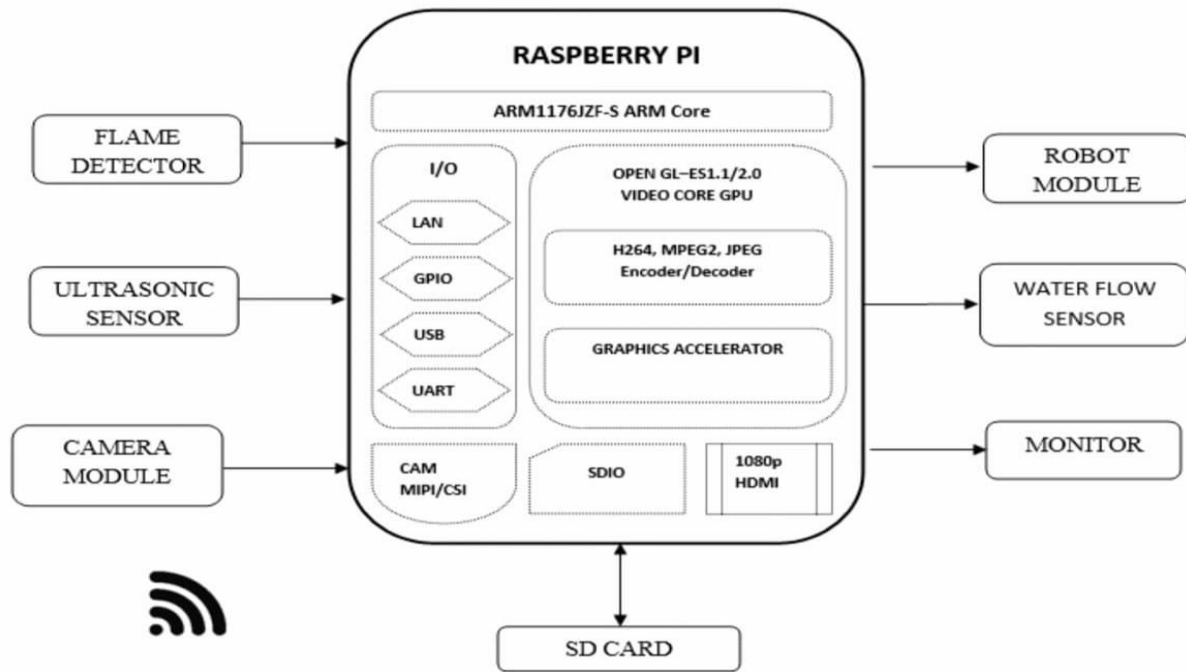 RASPBERRY PI
ARM1176JZF-S ARM Core
FLAME
DETECTOR
ULTRASONIC
SENSOR
CAMERA
MODULE
I/O
LAN
GPIO
USB
UART
OPEN GL–ES1.1/2.0
VIDEO CORE GPU
H264, MPEG2, JPEG
Encoder/Decoder
GRAPHICS ACCELERATOR
CAM
MIPI/CSI
SDIO
1080p
HDMI
ROBOT
MODULE
WATER FLOW
SENSOR
MONITOR
SD CARD